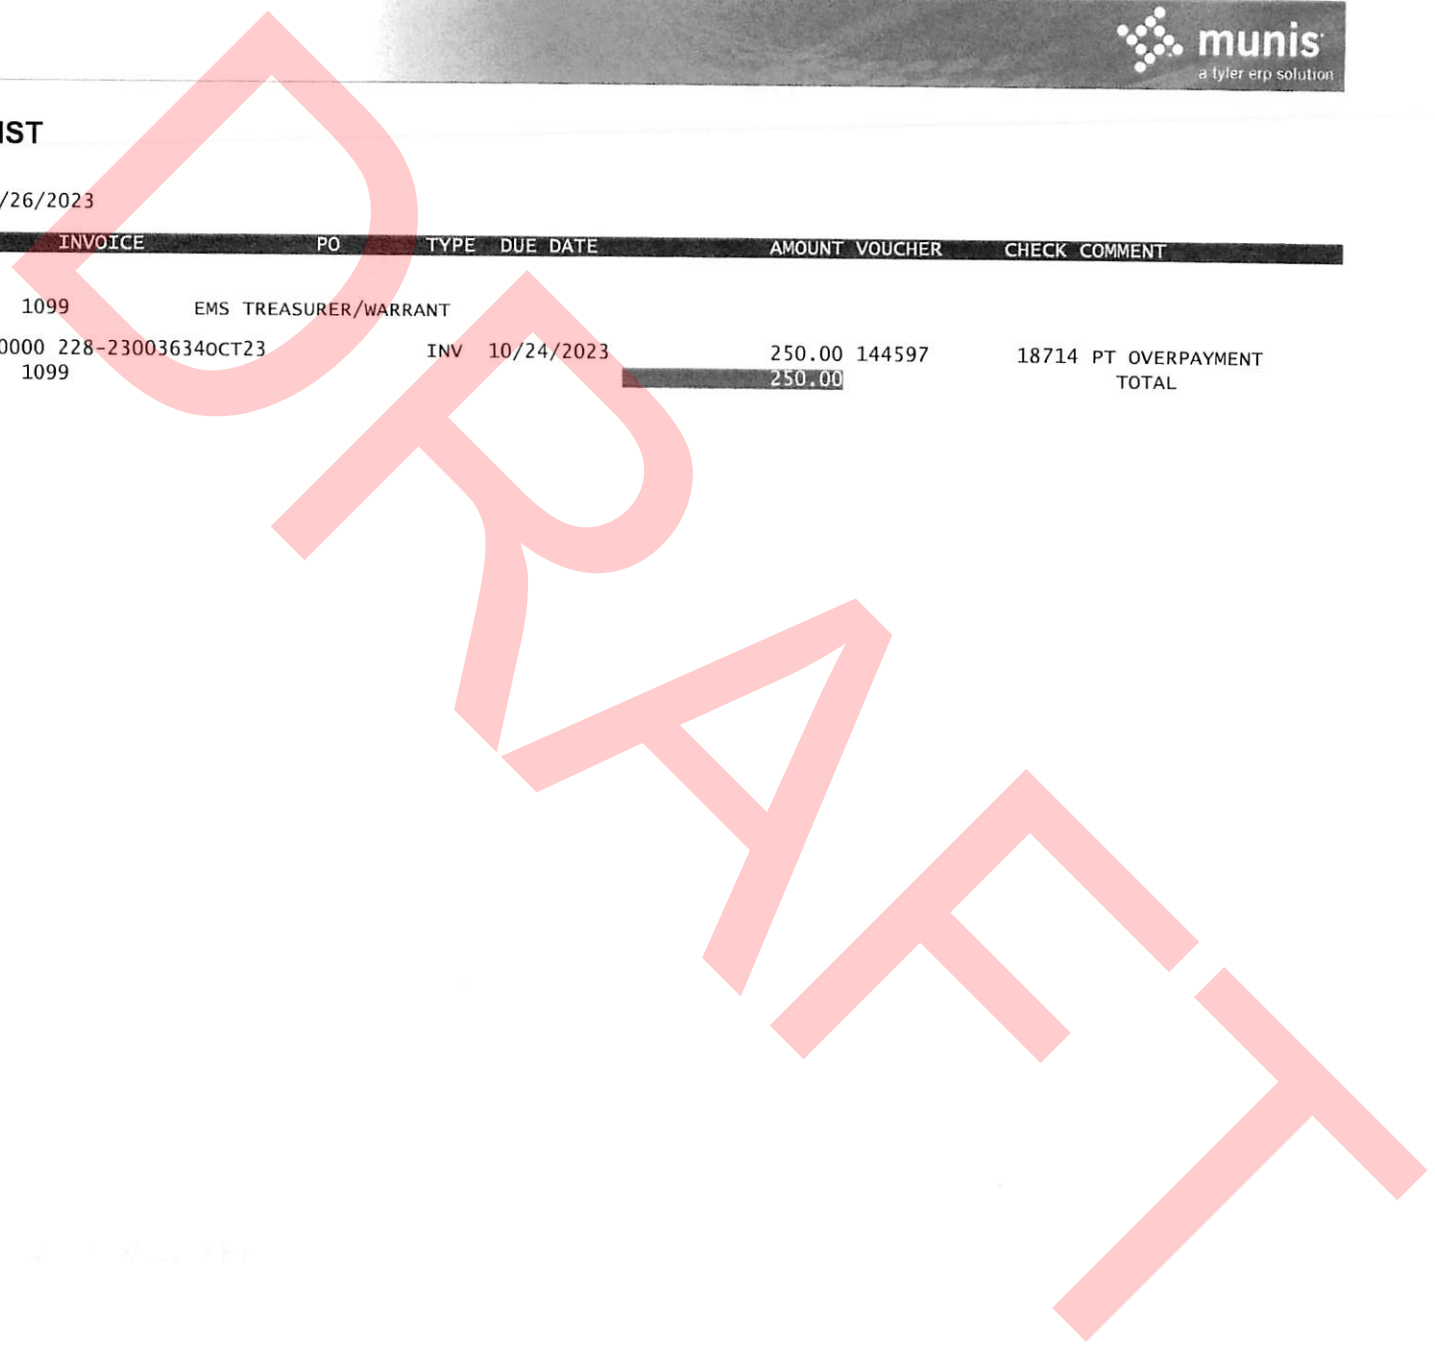 munis
a tyler erp solution
IST
/26/2023
INVOICE PO TYPE DUE DATE AMOUNT VOUCHER CHECK COMMENT
1099 EMS TREASURER/WARRANT
0000 228-23003634OCT23 INV 10/24/2023 250.00 144597 18714 PT OVERPAYMENT
1099 250.00 TOTAL
DRAFT